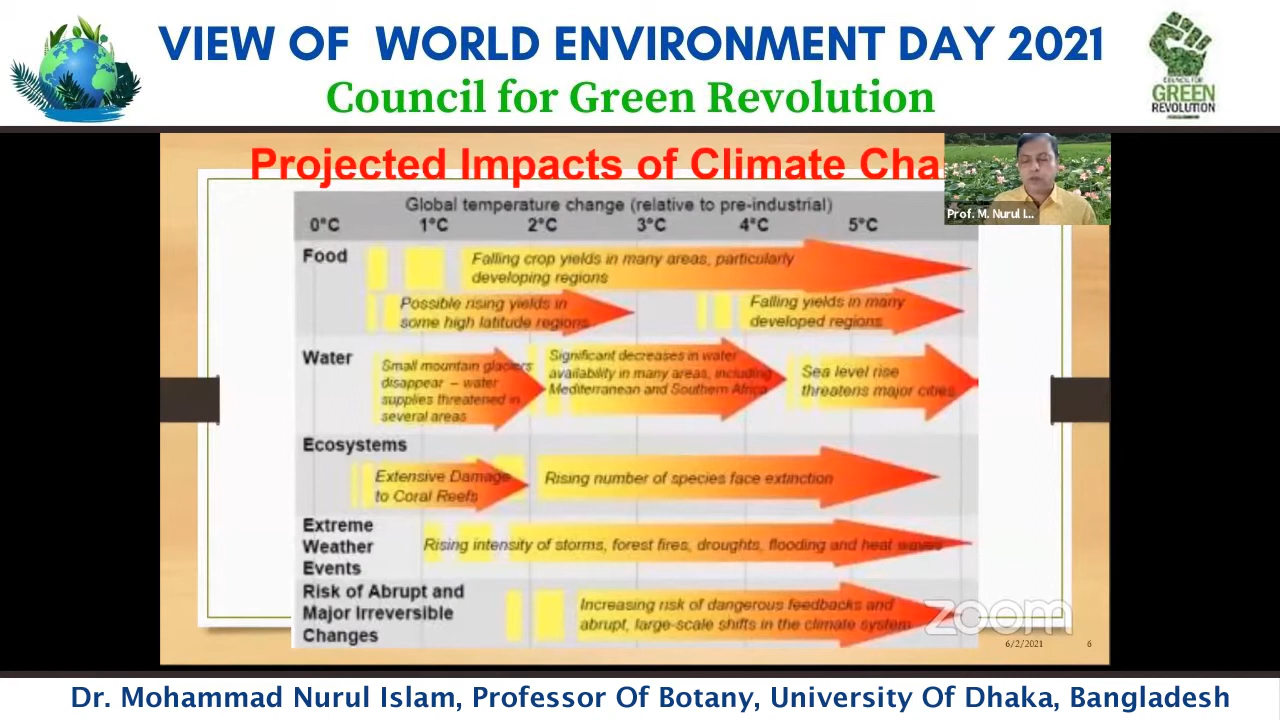 VIEW OF WORLD ENVIRONMENT DAY 2021
Council for Green Revolution
COUNCIL FOR
GREEN
REVOLUTION
Projected Impacts of Climate Cha
Prof. M. Nurul I...
Global temperature change (relative to pre-industrial)
0°C 1°C 2°C 3°C 4°C 5°C
Food
Falling crop yields in many areas, particularly
developing regions
Possible rising yields in
some high latitude regions
Falling yields in many
developed regions
Water
Small mountain glaciers
disappear – water
supplies threatened in
several areas
Significant decreases in water
availability in many areas, including
Mediterranean and Southern Africa
Sea level rise
threatens major cities
Ecosystems
Extensive Damage
to Coral Reefs
Rising number of species face extinction
Extreme
Weather
Events
Rising intensity of storms, forest fires, droughts, flooding and heat waves
Risk of Abrupt and
Major Irreversible
Changes
Increasing risk of dangerous feedbacks and
abrupt, large-scale shifts in the climate system
zoom
6/2/2021 6
Dr. Mohammad Nurul Islam, Professor Of Botany, University Of Dhaka, Bangladesh